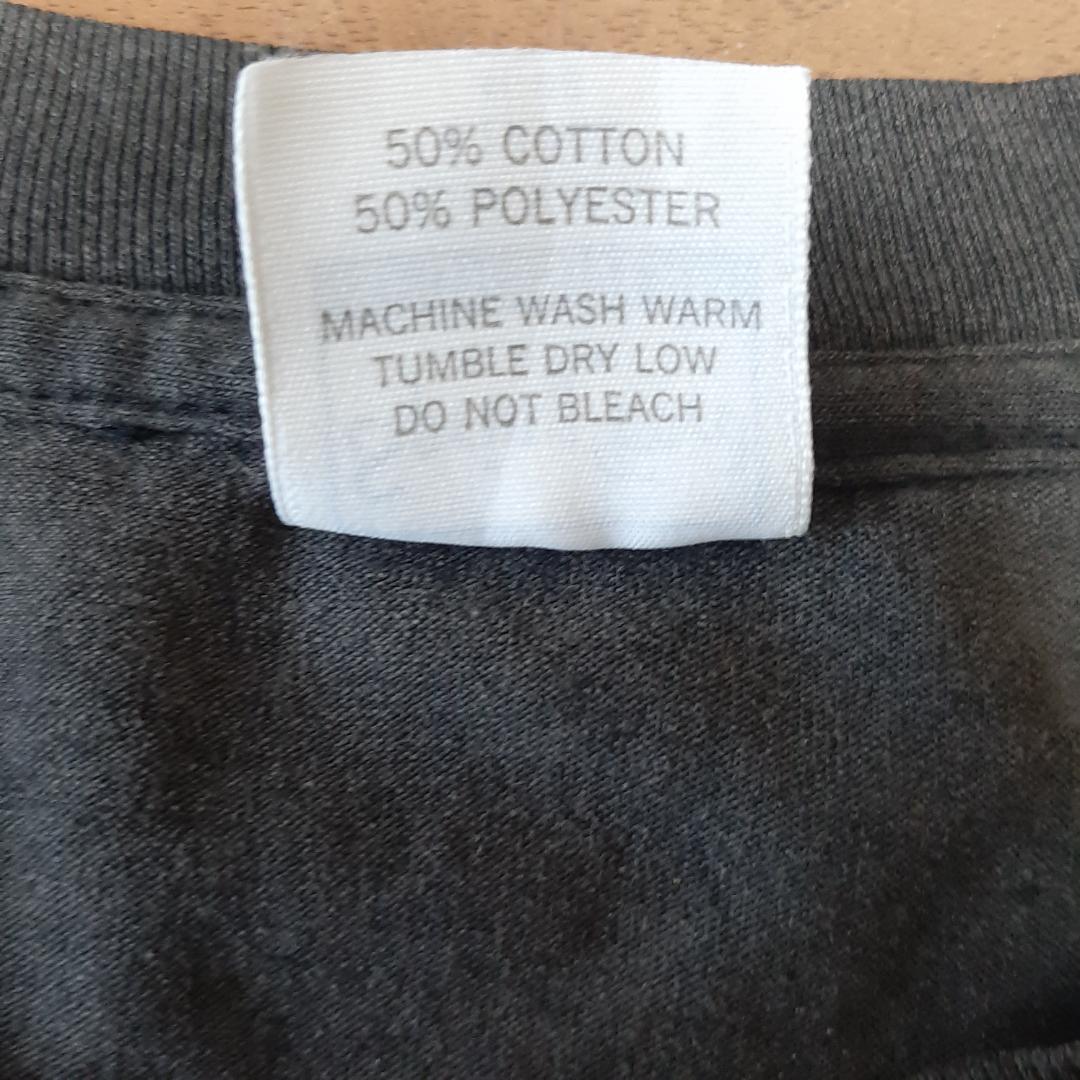 50% COTTON
50% POLYESTER
MACHINE WASH WARM
TUMBLE DRY LOW
DO NOT BLEACH